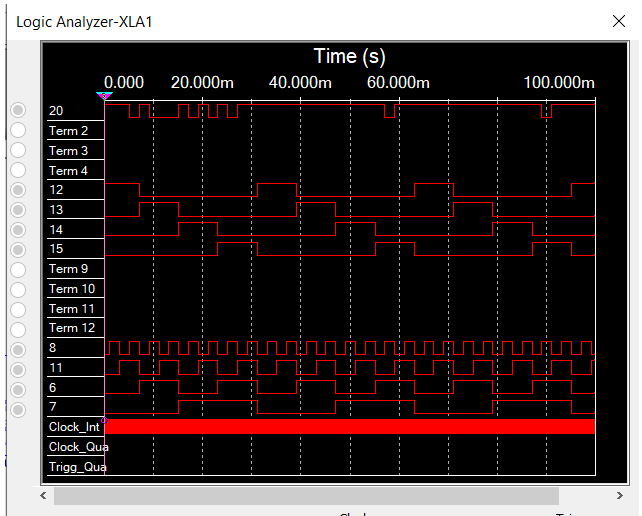 Logic Analyzer-XLA1
Time (s)
0.000 20.000m 40.000m 60.000m 100.000m
20
Term 2
Term 3
Term 4
12
13
14
15
Term 9
Term 10
Term 11
Term 12
8
11
6
7
Clock_Int
Clock_Qua
Trigg_Qua